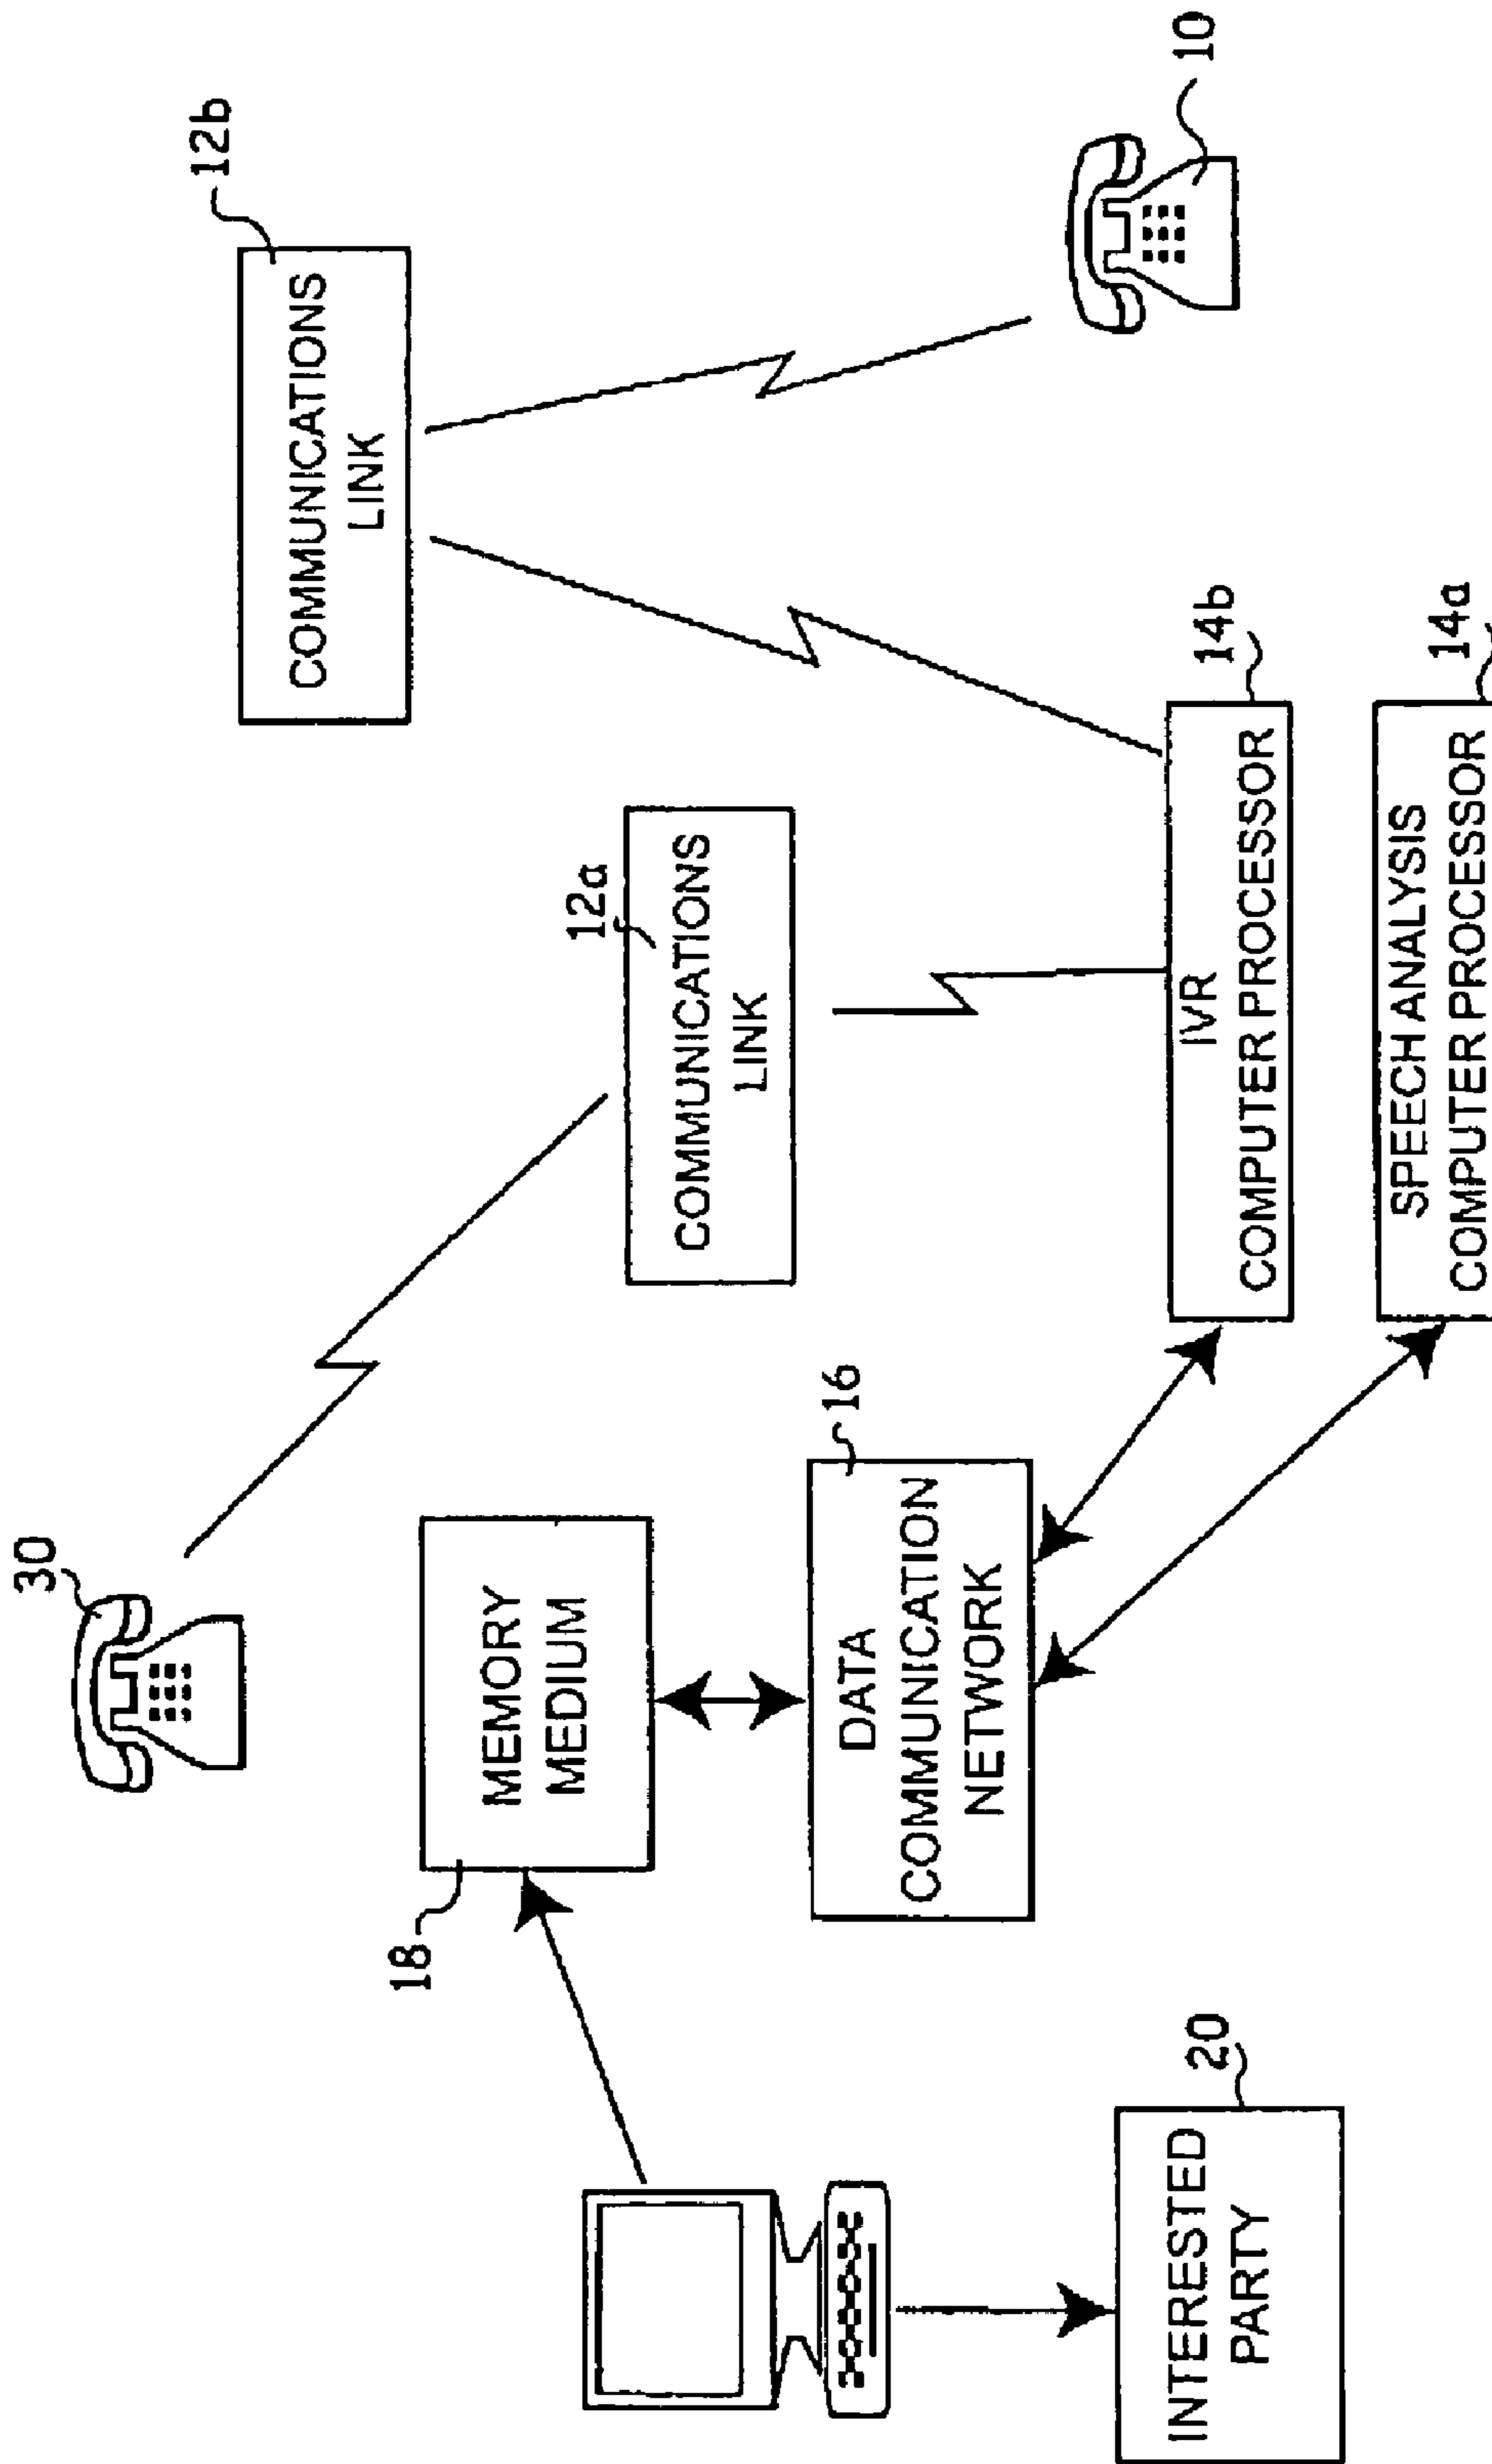 30
12b
COMMUNICATIONS
LINK
18
MEMORY
MEDIUM
12a
COMMUNICATIONS
LINK
16
DATA
COMMUNICATION
NETWORK
10
20
INTERESTED
PARTY
14b
IVR
COMPUTER PROCESSOR
14a
SPEECH ANALYSIS
COMPUTER PROCESSOR